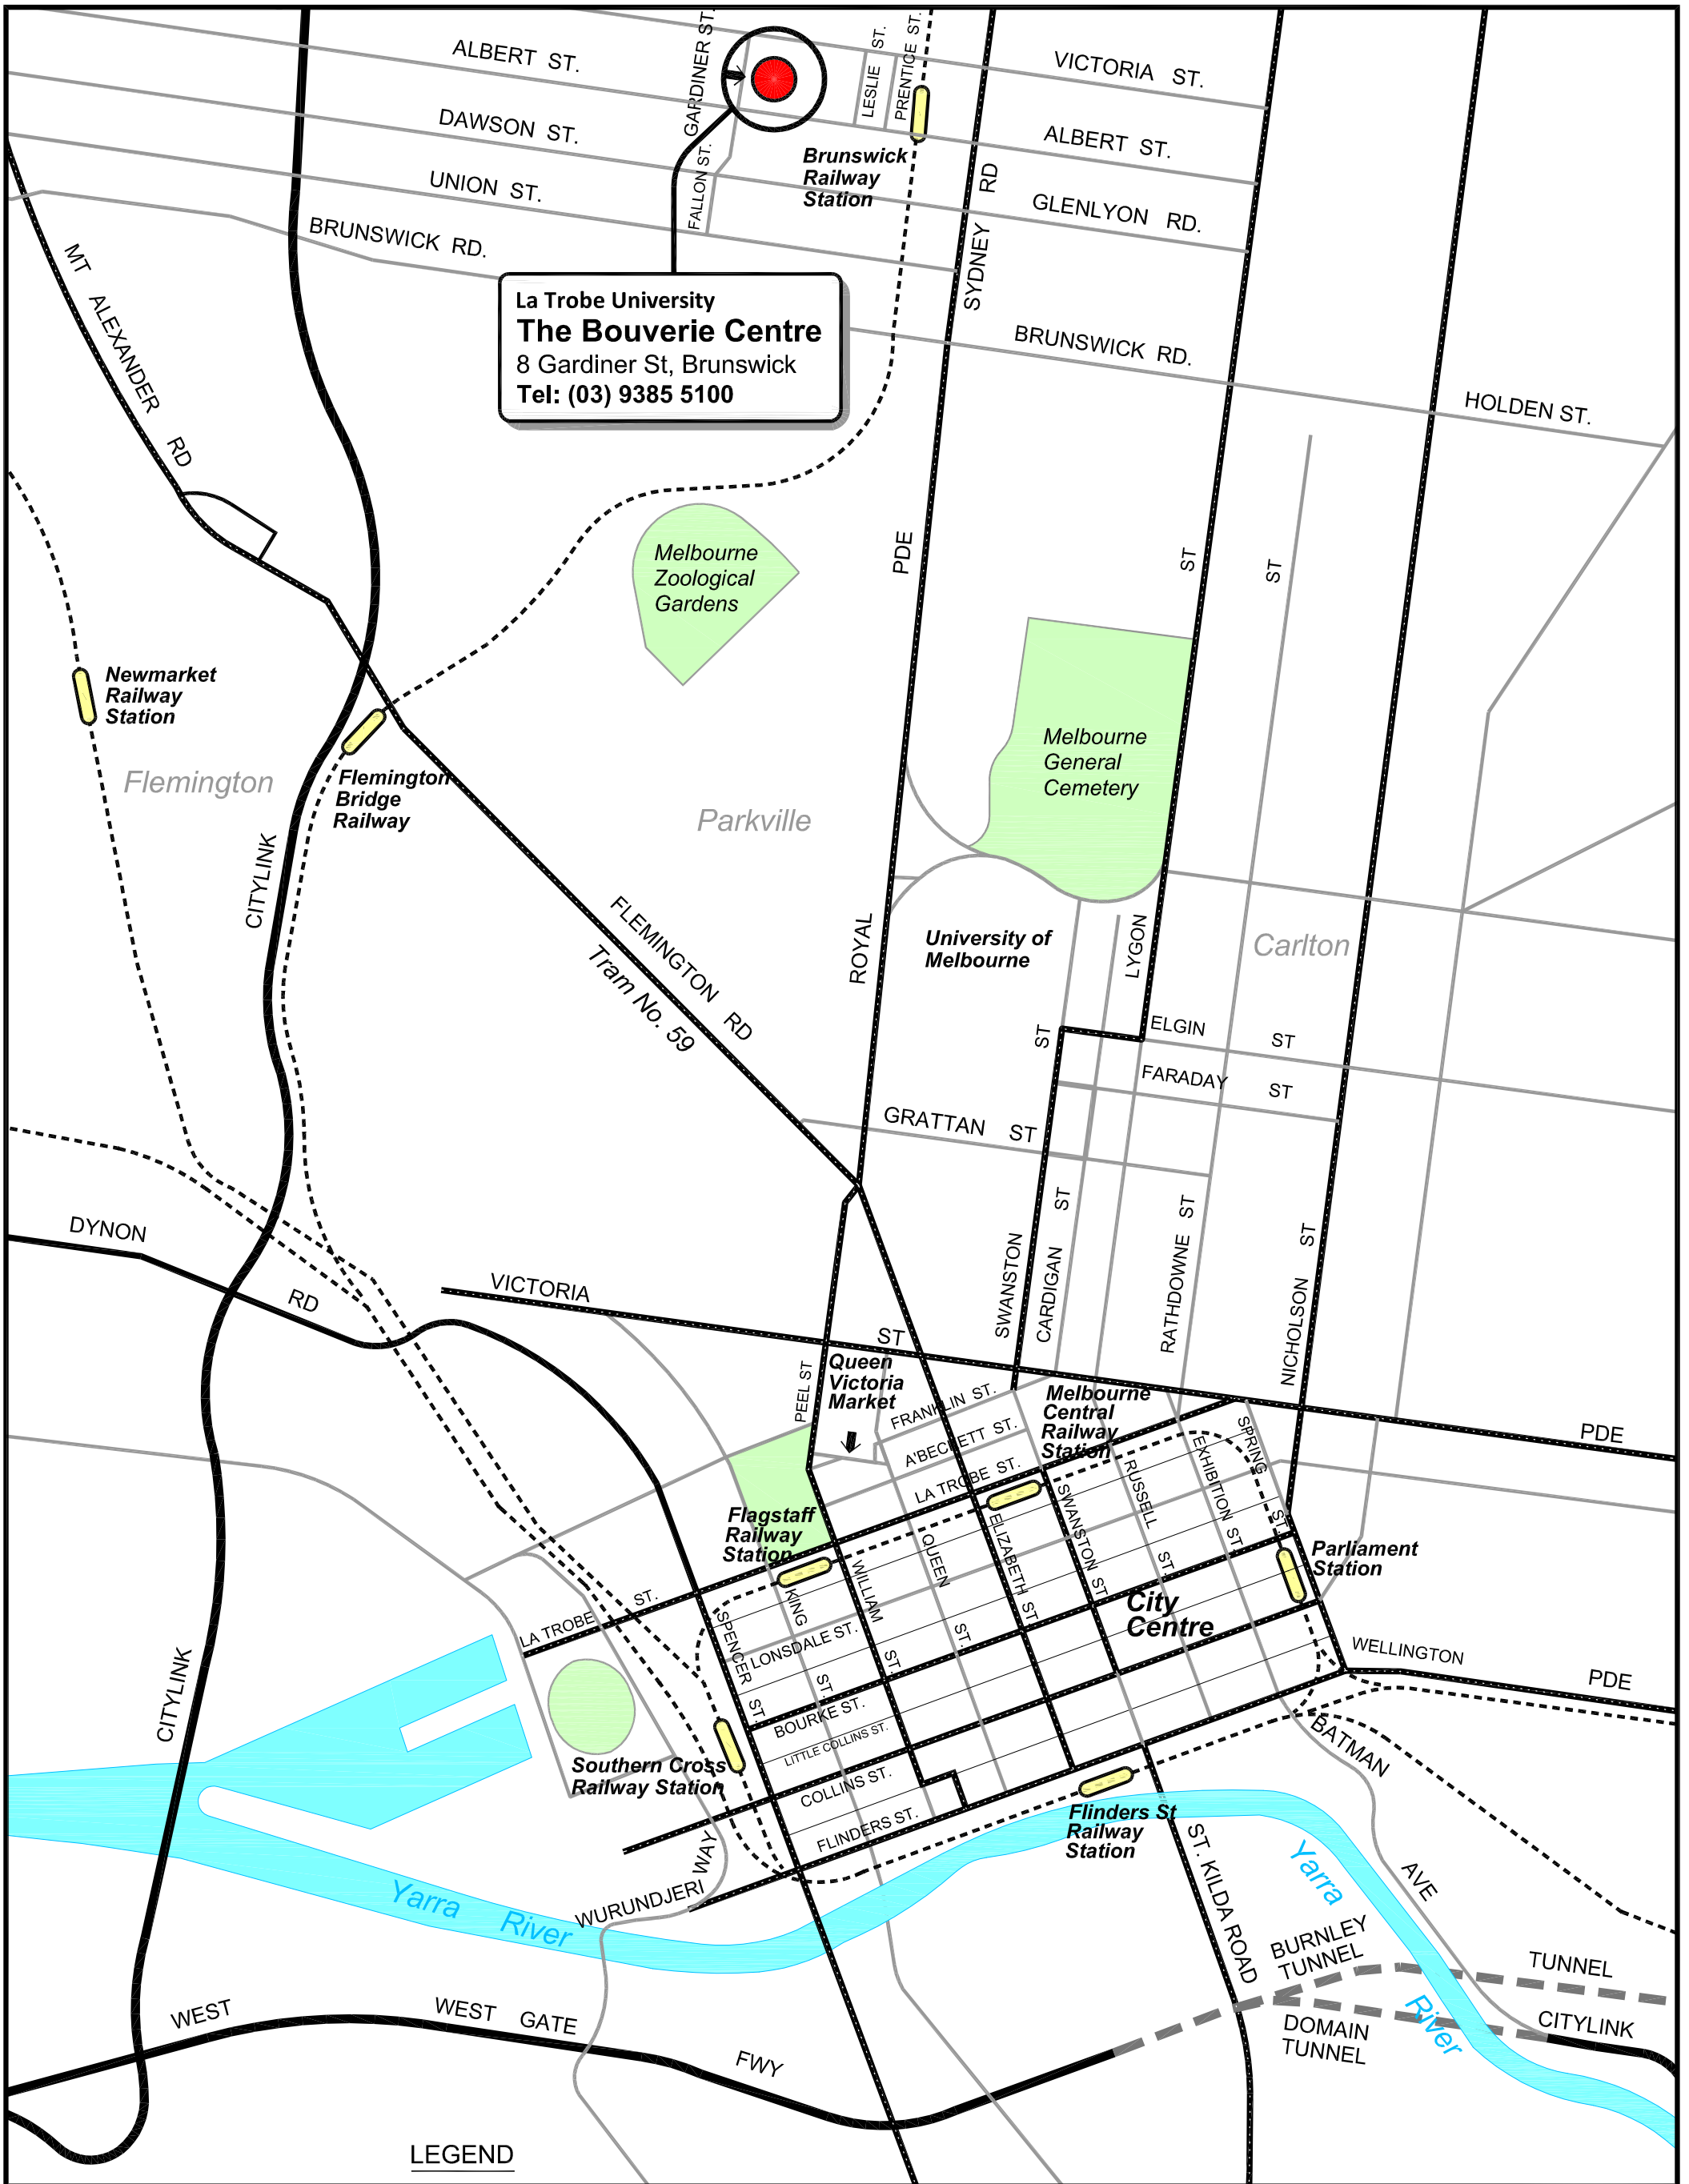 ALBERT ST.
GARDINER ST.
LESLIE ST.
PRENTICE ST.
VICTORIA ST.
DAWSON ST.
ALBERT ST.
Brunswick
Railway
Station
FALLON ST.
UNION ST.
SYDNEY RD
GLENLYON RD.
BRUNSWICK RD.
MT ALEXANDER RD
La Trobe University
The Bouverie Centre
8 Gardiner St, Brunswick
Tel: (03) 9385 5100
BRUNSWICK RD.
HOLDEN ST.
Melbourne
Zoological
Gardens
ROYAL PDE
LYGON ST
ST
Newmarket
Railway
Station
Flemington
Flemington
Bridge
Railway
Parkville
Melbourne
General
Cemetery
CITYLINK
FLEMINGTON RD
Tram No. 59
University of
Melbourne
Carlton
ELGIN ST
FARADAY ST
GRATTAN ST
SWANSTON ST
CARDIGAN ST
RATHDOWNE ST
NICHOLSON ST
DYNON RD
VICTORIA ST
PDE
PEEL ST
Queen
Victoria
Market
FRANKLIN ST.
A'BECKETT ST.
LA TROBE ST.
Melbourne
Central
Railway
Station
SPRING ST.
EXHIBITION ST.
RUSSELL ST.
SWANSTON ST.
ELIZABETH ST.
QUEEN ST.
WILLIAM ST.
KING ST.
SPENCER ST.
Flagstaff
Railway
Station
Parliament
Station
City
Centre
LA TROBE ST.
LONSDALE ST.
BOURKE ST.
LITTLE COLLINS ST.
COLLINS ST.
FLINDERS ST.
WELLINGTON PDE
CITYLINK
Southern Cross
Railway Station
BATMAN AVE
Flinders St
Railway
Station
WURUNDJERI WAY
Yarra River
ST. KILDA ROAD
Yarra River
BURNLEY
TUNNEL
TUNNEL
DOMAIN
TUNNEL
CITYLINK
WEST
WEST GATE FWY
LEGEND